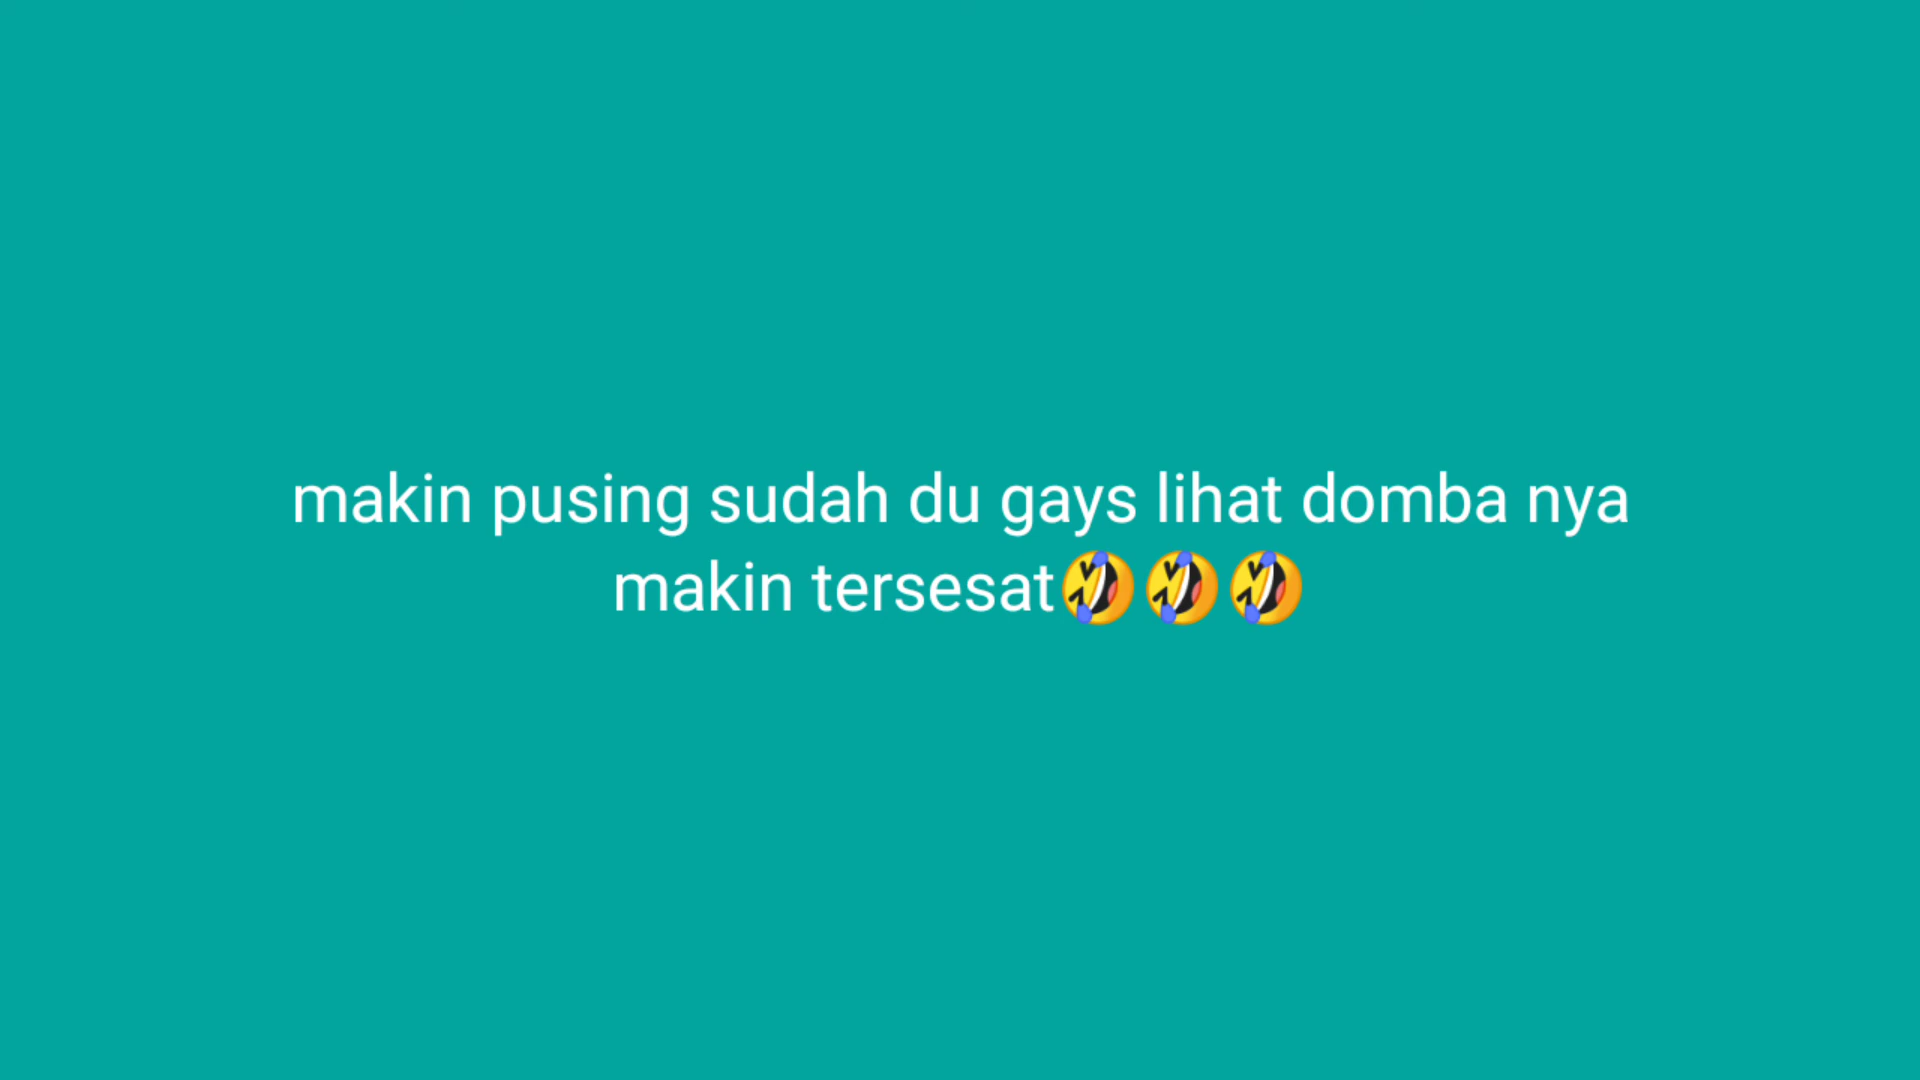 makin pusing sudah du gays lihat domba nya
makin tersesat🤣🤣🤣